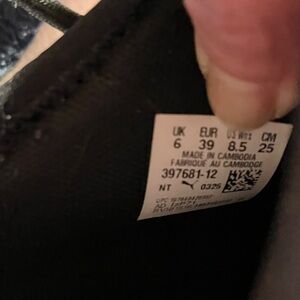 UK EUR US Wns CM
6 39 8.5 25
MADE IN CAMBODIA
FABRIQUÉ AU CAMBODGE
397681-12
NT 0325